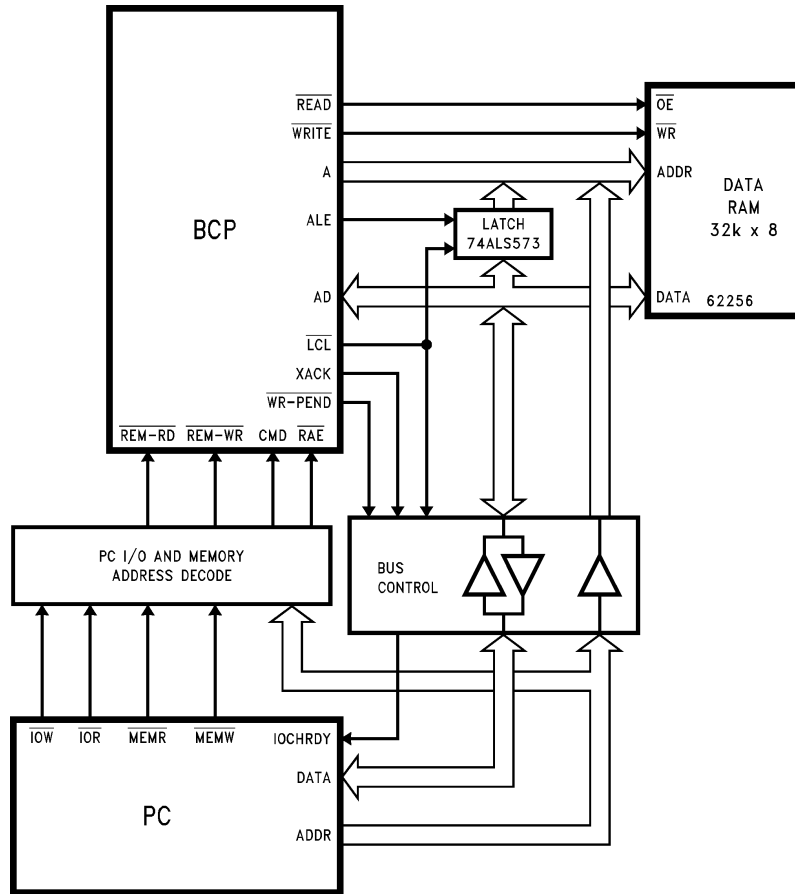 BCP
READ
WRITE
A
ALE
AD
LCL
XACK
WR-PEND
REM-RD REM-WR CMD RAE
LATCH
74ALS573
OE
WR
ADDR
DATA
RAM
32k x 8
DATA 62256
PC I/O AND MEMORY
ADDRESS DECODE
BUS
CONTROL
IOW IOR MEMR MEMW IOCHRDY
DATA
PC
ADDR